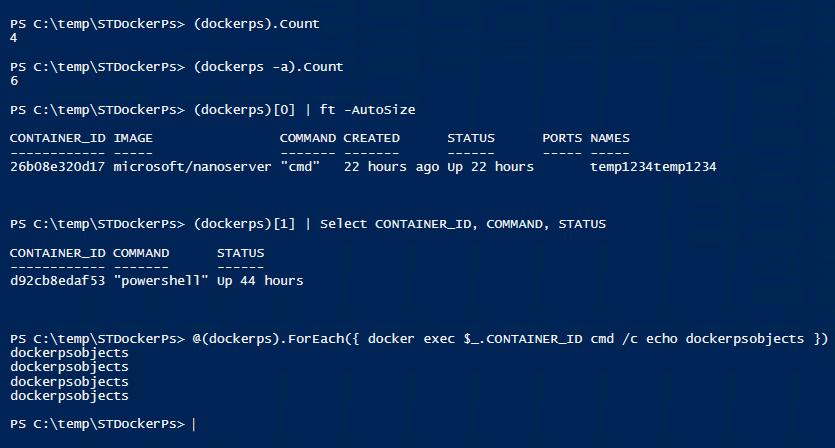 PS C:\temp\STDockerPs> (dockerps).Count
4
PS C:\temp\STDockerPs> (dockerps -a).Count
6
PS C:\temp\STDockerPs> (dockerps)[0] | ft -AutoSize
CONTAINER_ID IMAGE                COMMAND CREATED      STATUS      PORTS NAMES
------------ -----                ------- -------      ------      ----- -----
26b08e320d17 microsoft/nanoserver "cmd"   22 hours ago Up 22 hours       temp1234temp1234
PS C:\temp\STDockerPs> (dockerps)[1] | Select CONTAINER_ID, COMMAND, STATUS
CONTAINER_ID COMMAND      STATUS
------------ -------      ------
d92cb8edaf53 "powershell" Up 44 hours
PS C:\temp\STDockerPs> @(dockerps).ForEach({ docker exec $_.CONTAINER_ID cmd /c echo dockerpsobjects })
dockerpsobjects
dockerpsobjects
dockerpsobjects
dockerpsobjects
PS C:\temp\STDockerPs>